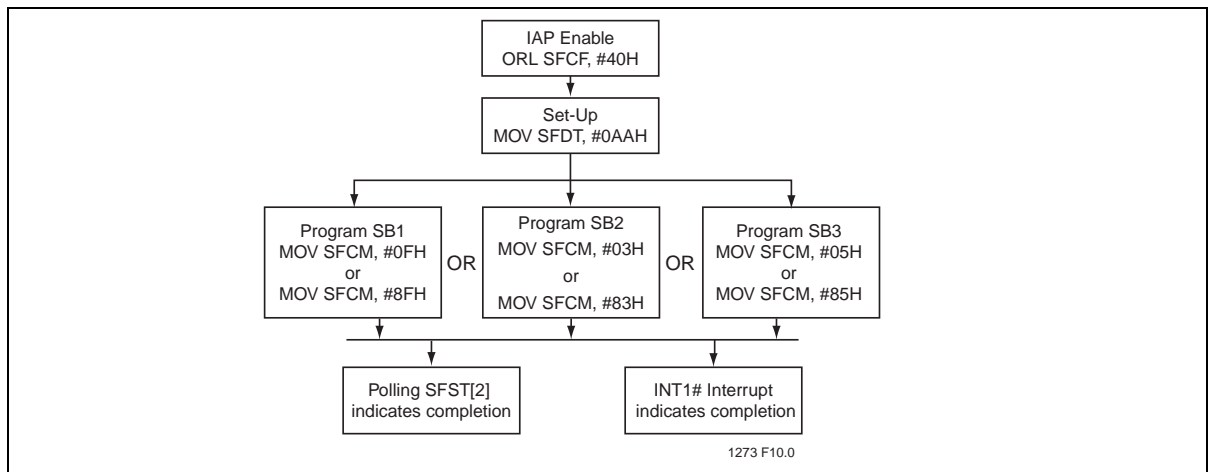 IAP Enable
ORL SFCF, #40H
Set-Up
MOV SFDT, #0AAH
Program SB1
MOV SFCM, #0FH
or
MOV SFCM, #8FH
OR
Program SB2
MOV SFCM, #03H
or
MOV SFCM, #83H
OR
Program SB3
MOV SFCM, #05H
or
MOV SFCM, #85H
Polling SFST[2]
indicates completion
INT1# Interrupt
indicates completion
1273 F10.0